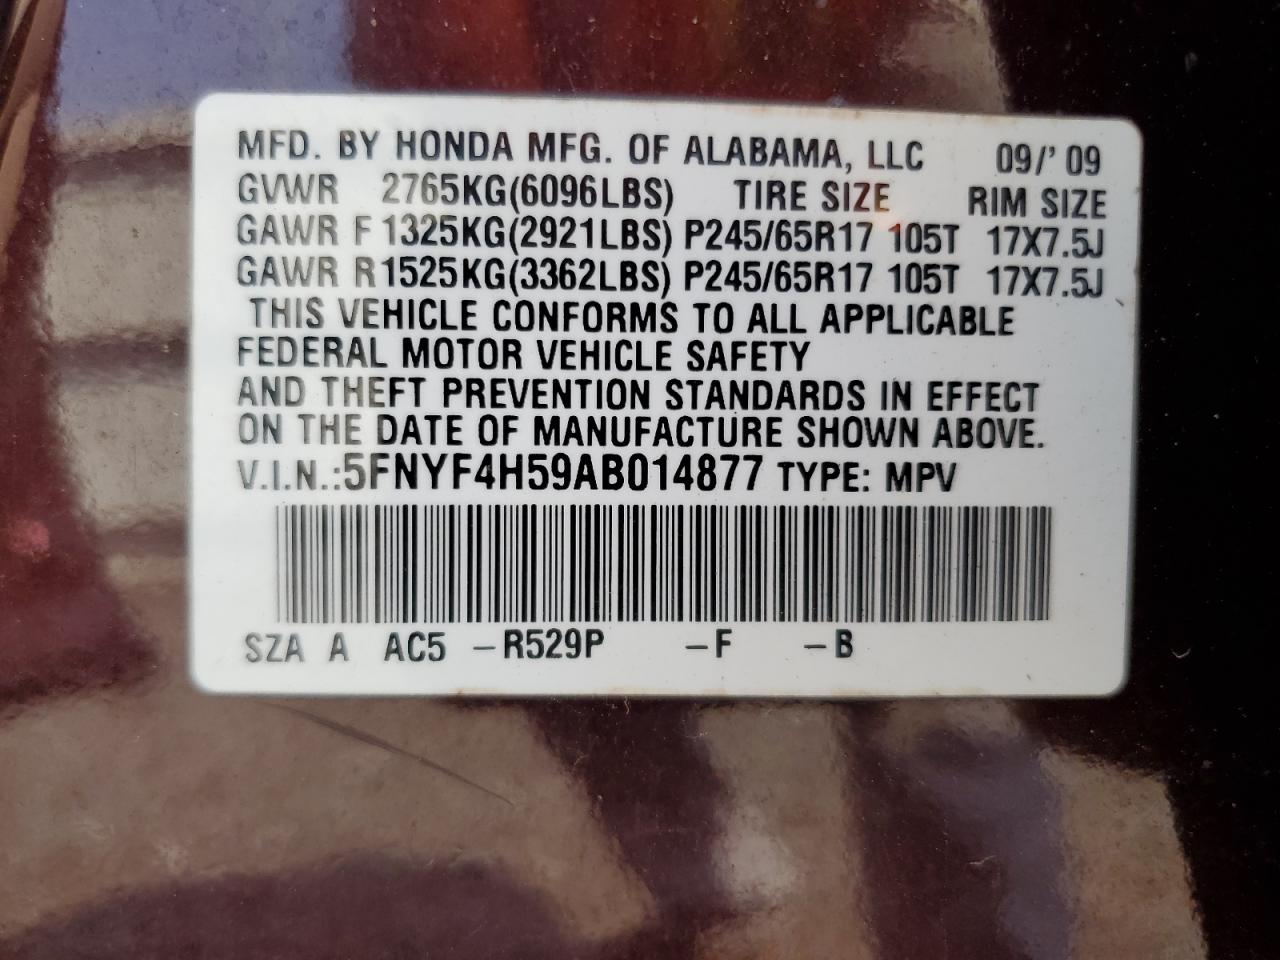 MFD. BY HONDA MFG. OF ALABAMA, LLC 09/'09
GVWR 2765KG(6096LBS) TIRE SIZE RIM SIZE
GAWR F 1325KG(2921LBS) P245/65R17 105T 17X7.5J
GAWR R 1525KG(3362LBS) P245/65R17 105T 17X7.5J
THIS VEHICLE CONFORMS TO ALL APPLICABLE
FEDERAL MOTOR VEHICLE SAFETY
AND THEFT PREVENTION STANDARDS IN EFFECT
ON THE DATE OF MANUFACTURE SHOWN ABOVE.
V.I.N.:5FNYF4H59AB014877 TYPE: MPV
SZA A AC5 –R529P –F –B